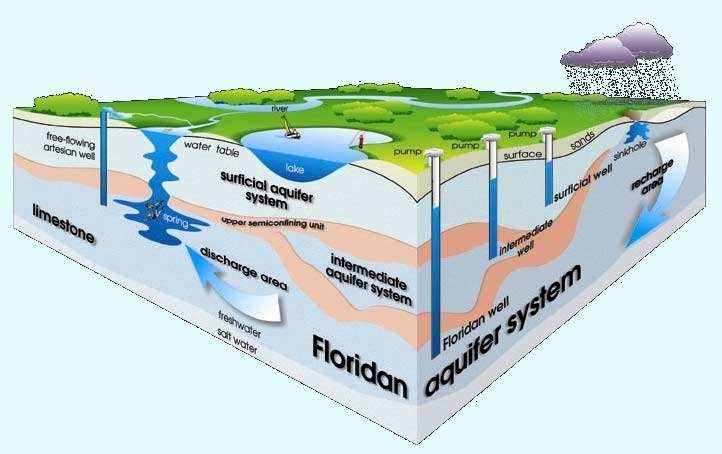 river
free-flowing
artesian well
water table
lake
surficial aquifer
system
limestone
spring
upper semiconfining unit
discharge area
intermediate
aquifer system
freshwater
salt water
Floridan
aquifer system
pump
pump
pump
surface
sands
sinkhole
surficial well
recharge
area
intermediate
well
Floridan well